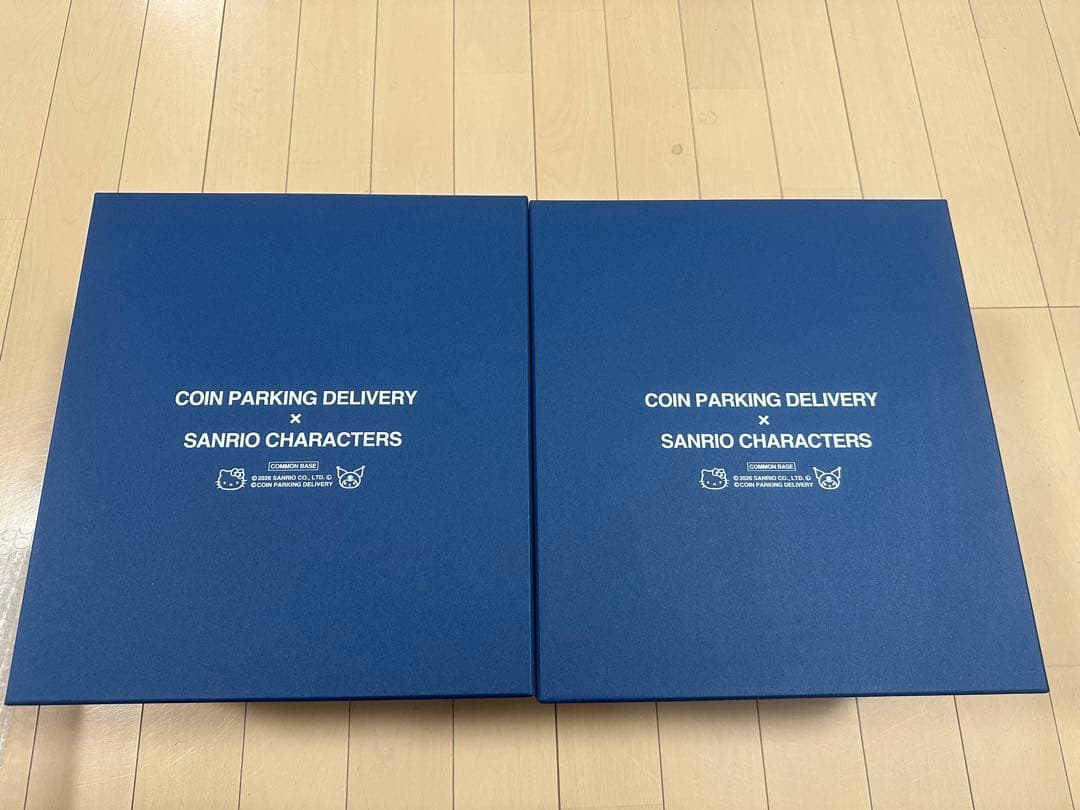 COIN PARKING DELIVERY
×
SANRIO CHARACTERS
COMMON BASE
© 2026 SANRIO CO., LTD. Ⓛ
© COIN PARKING DELIVERY
COIN PARKING DELIVERY
×
SANRIO CHARACTERS
COMMON BASE
© 2026 SANRIO CO., LTD. Ⓛ
© COIN PARKING DELIVERY